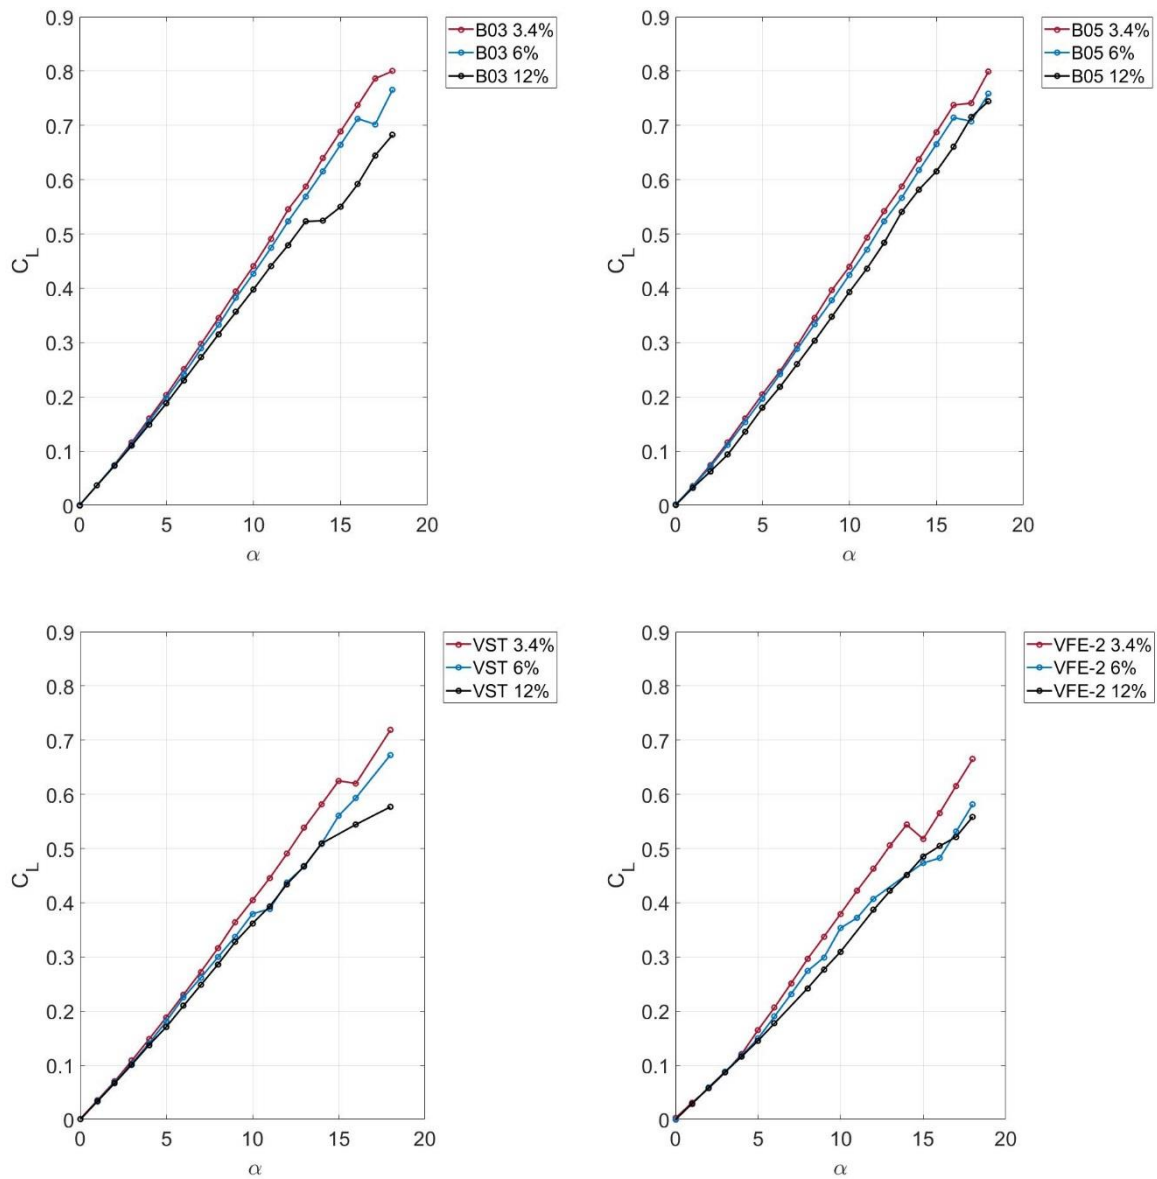 0.9
0.8
0.7
0.6
0.5
0.4
0.3
0.2
0.1
0
C_L
0 5 10 15 20
α
B03 3.4%
B03 6%
B03 12%
0.9
0.8
0.7
0.6
0.5
0.4
0.3
0.2
0.1
0
C_L
0 5 10 15 20
α
B05 3.4%
B05 6%
B05 12%
0.9
0.8
0.7
0.6
0.5
0.4
0.3
0.2
0.1
0
C_L
0 5 10 15 20
α
VST 3.4%
VST 6%
VST 12%
0.9
0.8
0.7
0.6
0.5
0.4
0.3
0.2
0.1
0
C_L
0 5 10 15 20
α
VFE-2 3.4%
VFE-2 6%
VFE-2 12%